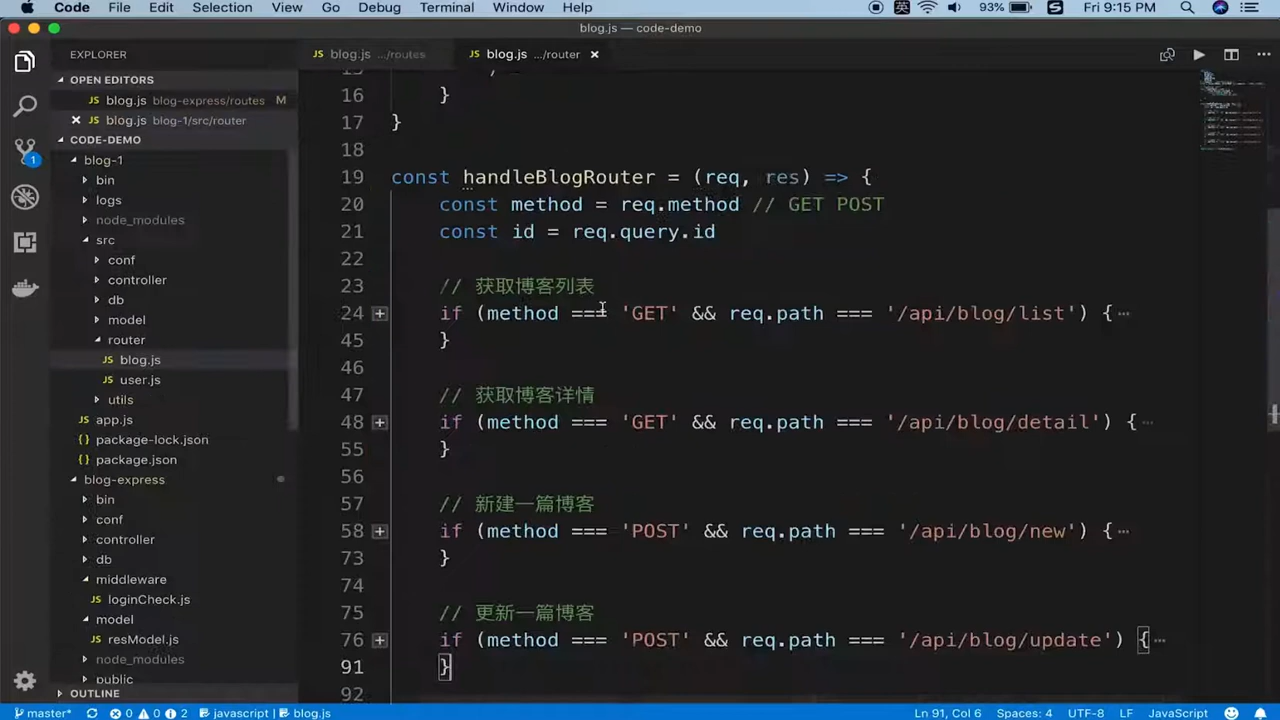 Code File Edit Selection View Go Debug Terminal Window Help 英 93% S Fri 9:15 PM
blog.js — code-demo
EXPLORER
JS blog.js .../routes
JS blog.js .../router ×
OPEN EDITORS
JS blog.js blog-express/routes M
× JS blog.js blog-1/src/router
CODE-DEMO
blog-1
bin
logs
node_modules
src
conf
controller
db
model
router
JS blog.js
JS user.js
utils
JS app.js
{} package-lock.json
{} package.json
blog-express
bin
conf
controller
db
middleware
JS loginCheck.js
model
JS resModel.js
node_modules
public
OUTLINE
1
16 }
17 }
18
19 const handleBlogRouter = (req, res) => {
20 const method = req.method // GET POST
21 const id = req.query.id
22
23 // 获取博客列表
24 if (method === 'GET' && req.path === '/api/blog/list') {⋯
45 }
46
47 // 获取博客详情
48 if (method === 'GET' && req.path === '/api/blog/detail') {⋯
55 }
56
57 // 新建一篇博客
58 if (method === 'POST' && req.path === '/api/blog/new') {⋯
73 }
74
75 // 更新一篇博客
76 if (method === 'POST' && req.path === '/api/blog/update') {⋯
91 }
92
master* 0 0 2 javascript | blog.js Ln 91, Col 6 Spaces: 4 UTF-8 LF JavaScript